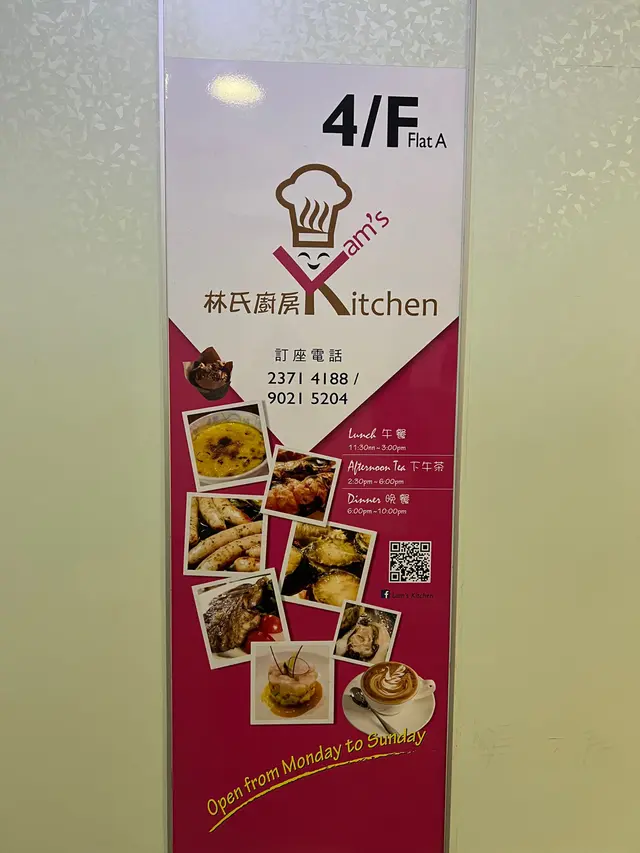 4/F Flat A
Yam's
林氏廚房 Kitchen
訂座電話
2371 4188 /
9021 5204
Lunch 午餐
11:30nn - 3:00pm
Afternoon Tea 下午茶
2:30pm - 6:00pm
Dinner 晚餐
6:00pm - 10:00pm
f Lam's Kitchen
Open from Monday to Sunday